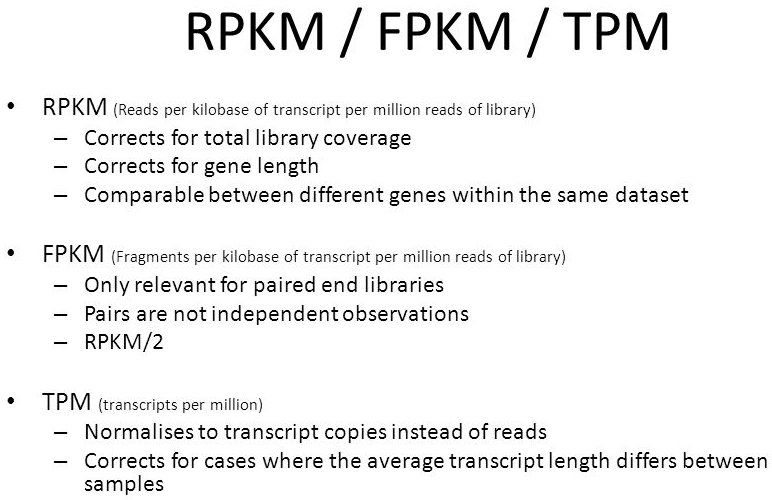 RPKM / FPKM / TPM
• RPKM (Reads per kilobase of transcript per million reads of library)
– Corrects for total library coverage
– Corrects for gene length
– Comparable between different genes within the same dataset
• FPKM (Fragments per kilobase of transcript per million reads of library)
– Only relevant for paired end libraries
– Pairs are not independent observations
– RPKM/2
• TPM (transcripts per million)
– Normalises to transcript copies instead of reads
– Corrects for cases where the average transcript length differs between
samples